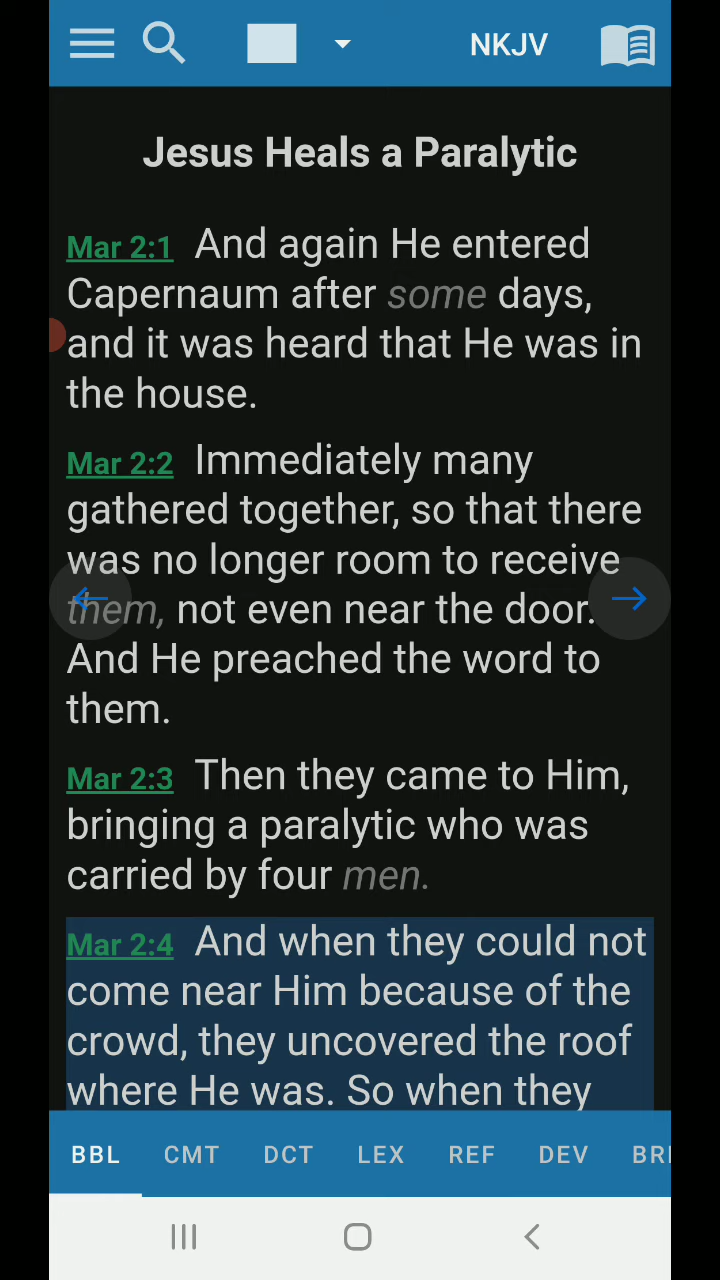 NKJV
Jesus Heals a Paralytic
Mar 2:1 And again He entered
Capernaum after some days,
and it was heard that He was in
the house.
Mar 2:2 Immediately many
gathered together, so that there
was no longer room to receive
them, not even near the door.
And He preached the word to
them.
Mar 2:3 Then they came to Him,
bringing a paralytic who was
carried by four men.
Mar 2:4 And when they could not
come near Him because of the
crowd, they uncovered the roof
where He was. So when they
BBL CMT DCT LEX REF DEV BRI